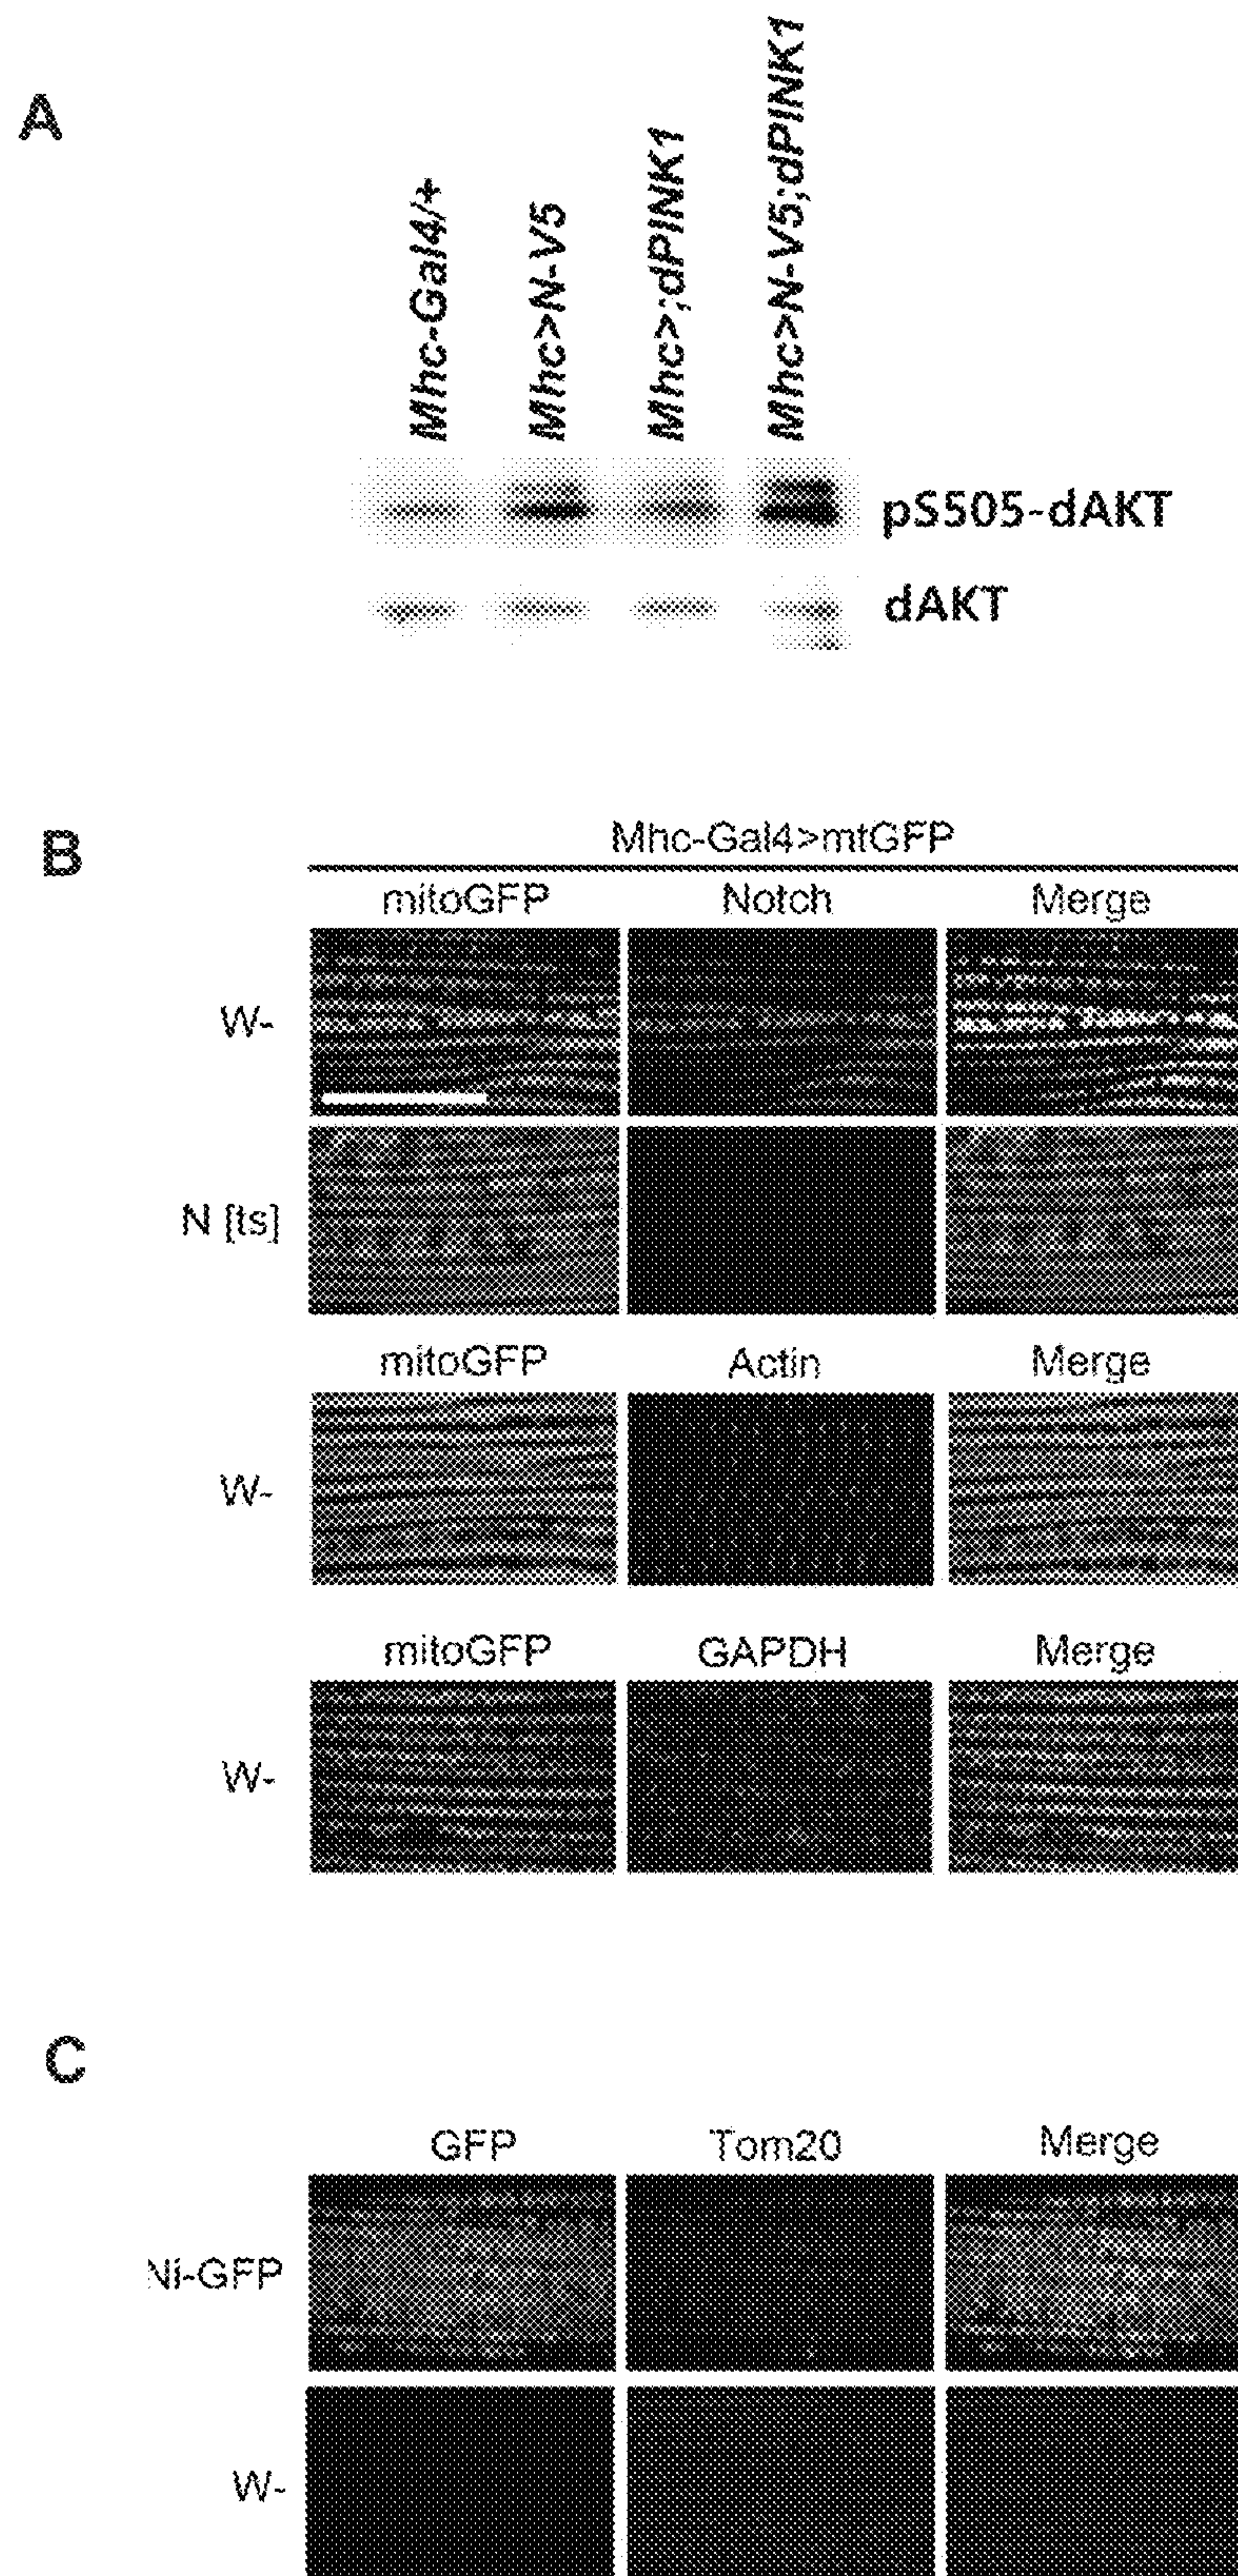 A
Mhc-Gal4/+
Mhc>N-V5
Mhc>;dPINK1
Mhc>N-V5;dPINK1
pS505-dAKT
dAKT
B
Mhc-Gal4>mtGFP
mitoGFP Notch Merge
W-
N [ts]
mitoGFP Actin Merge
W-
mitoGFP GAPDH Merge
W-
C
GFP Tom20 Merge
Ni-GFP
W-